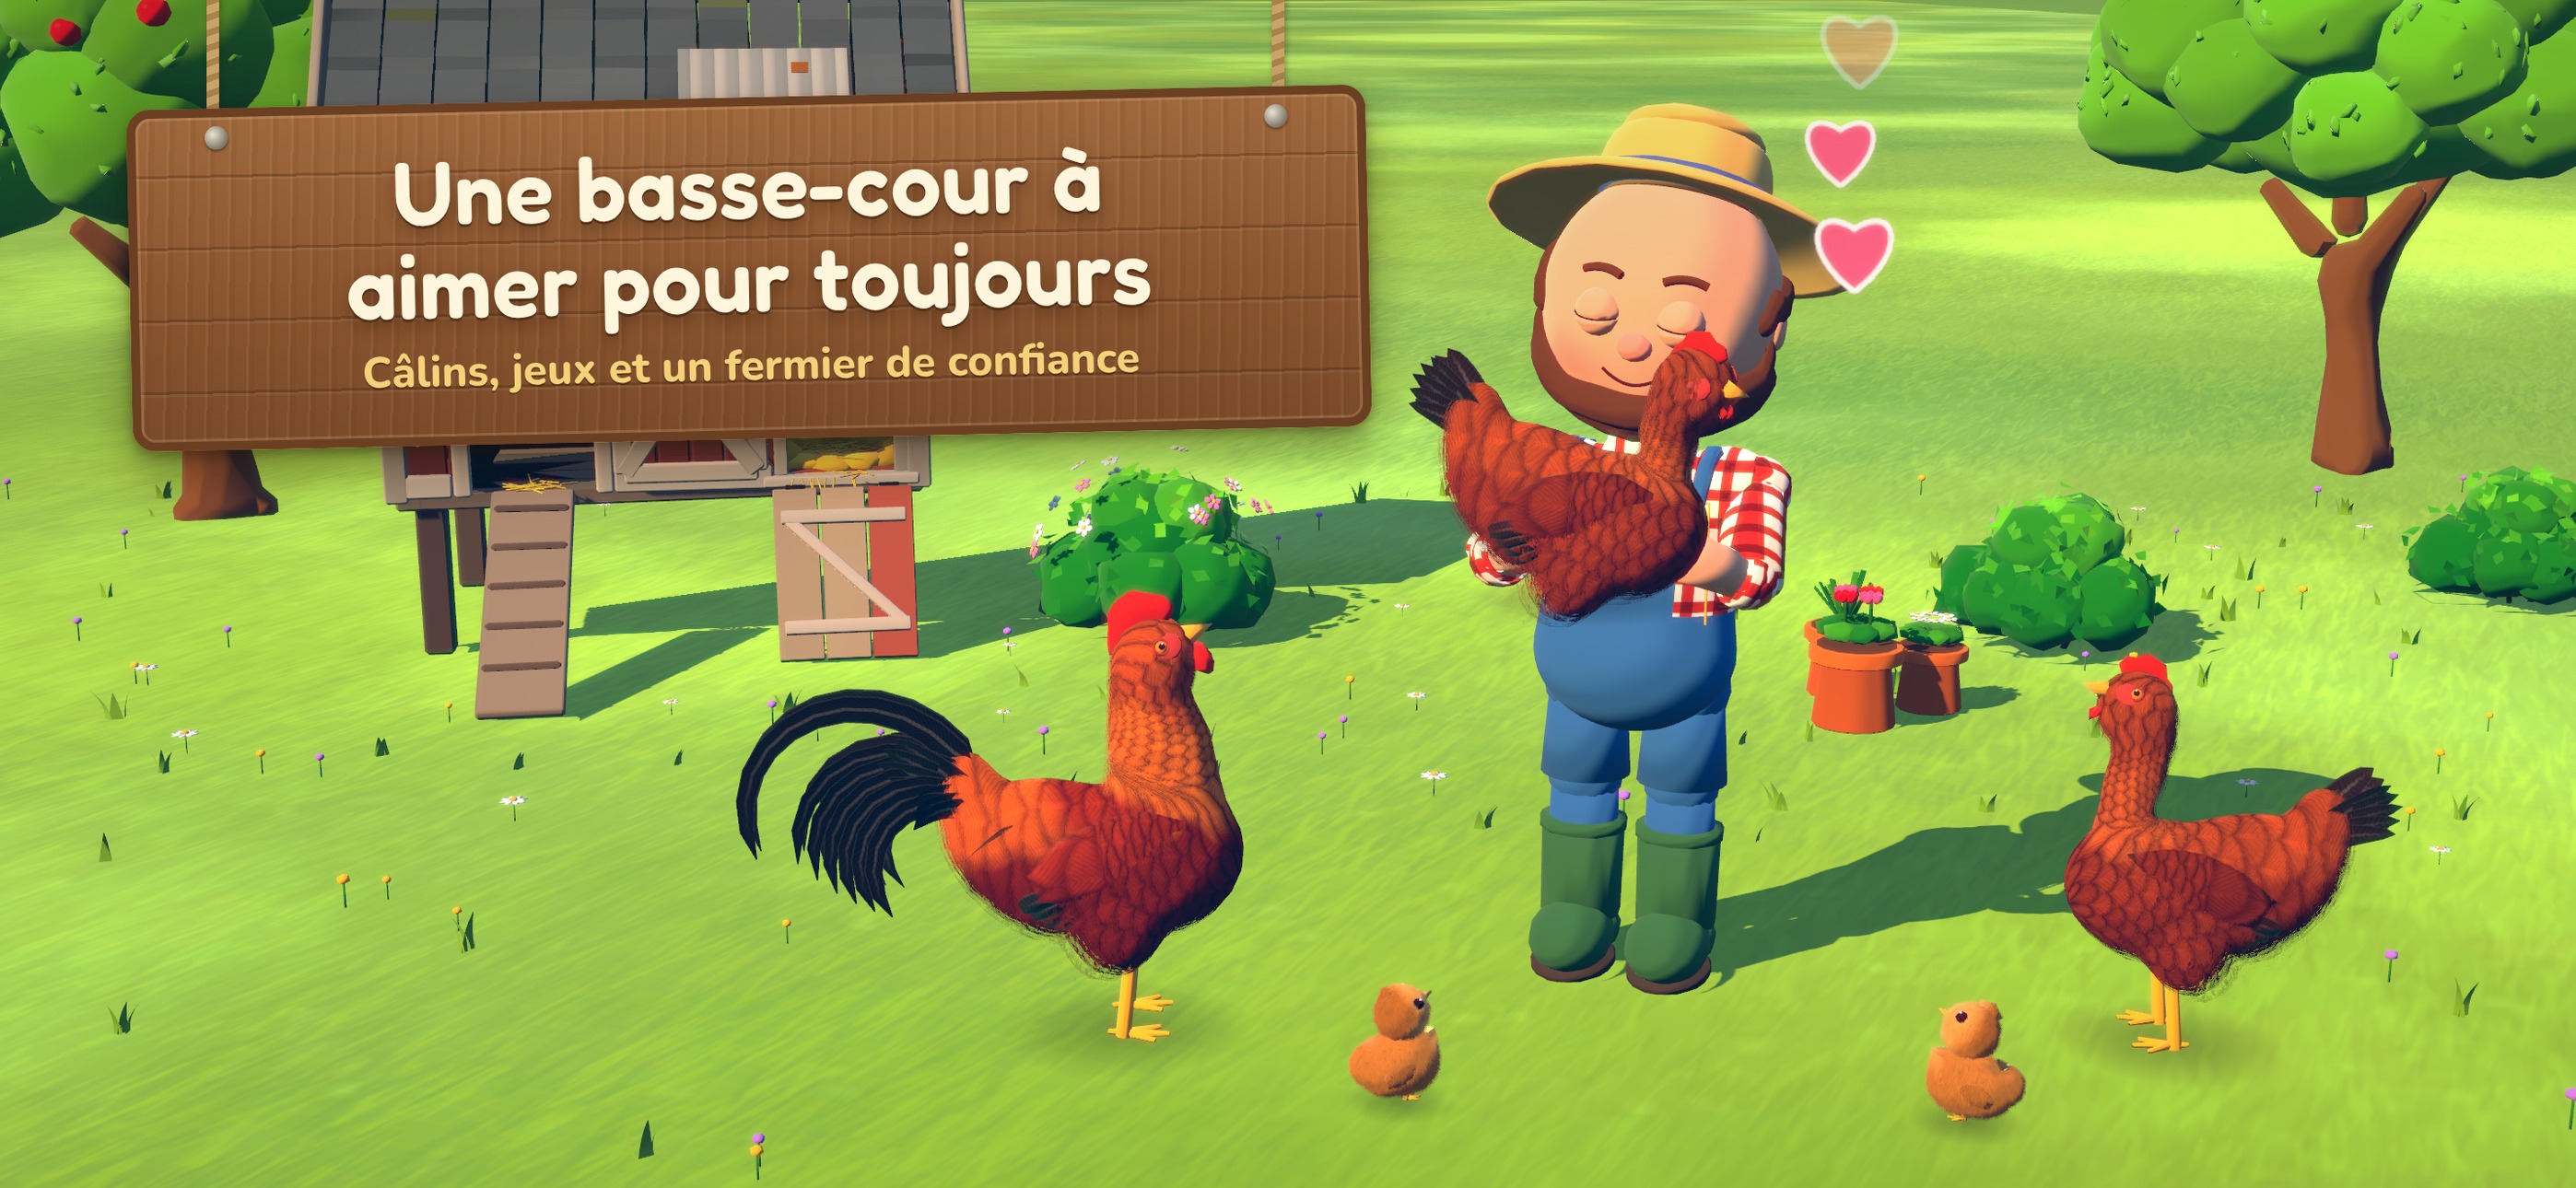 Une basse-cour à
aimer pour toujours
Câlins, jeux et un fermier de confiance